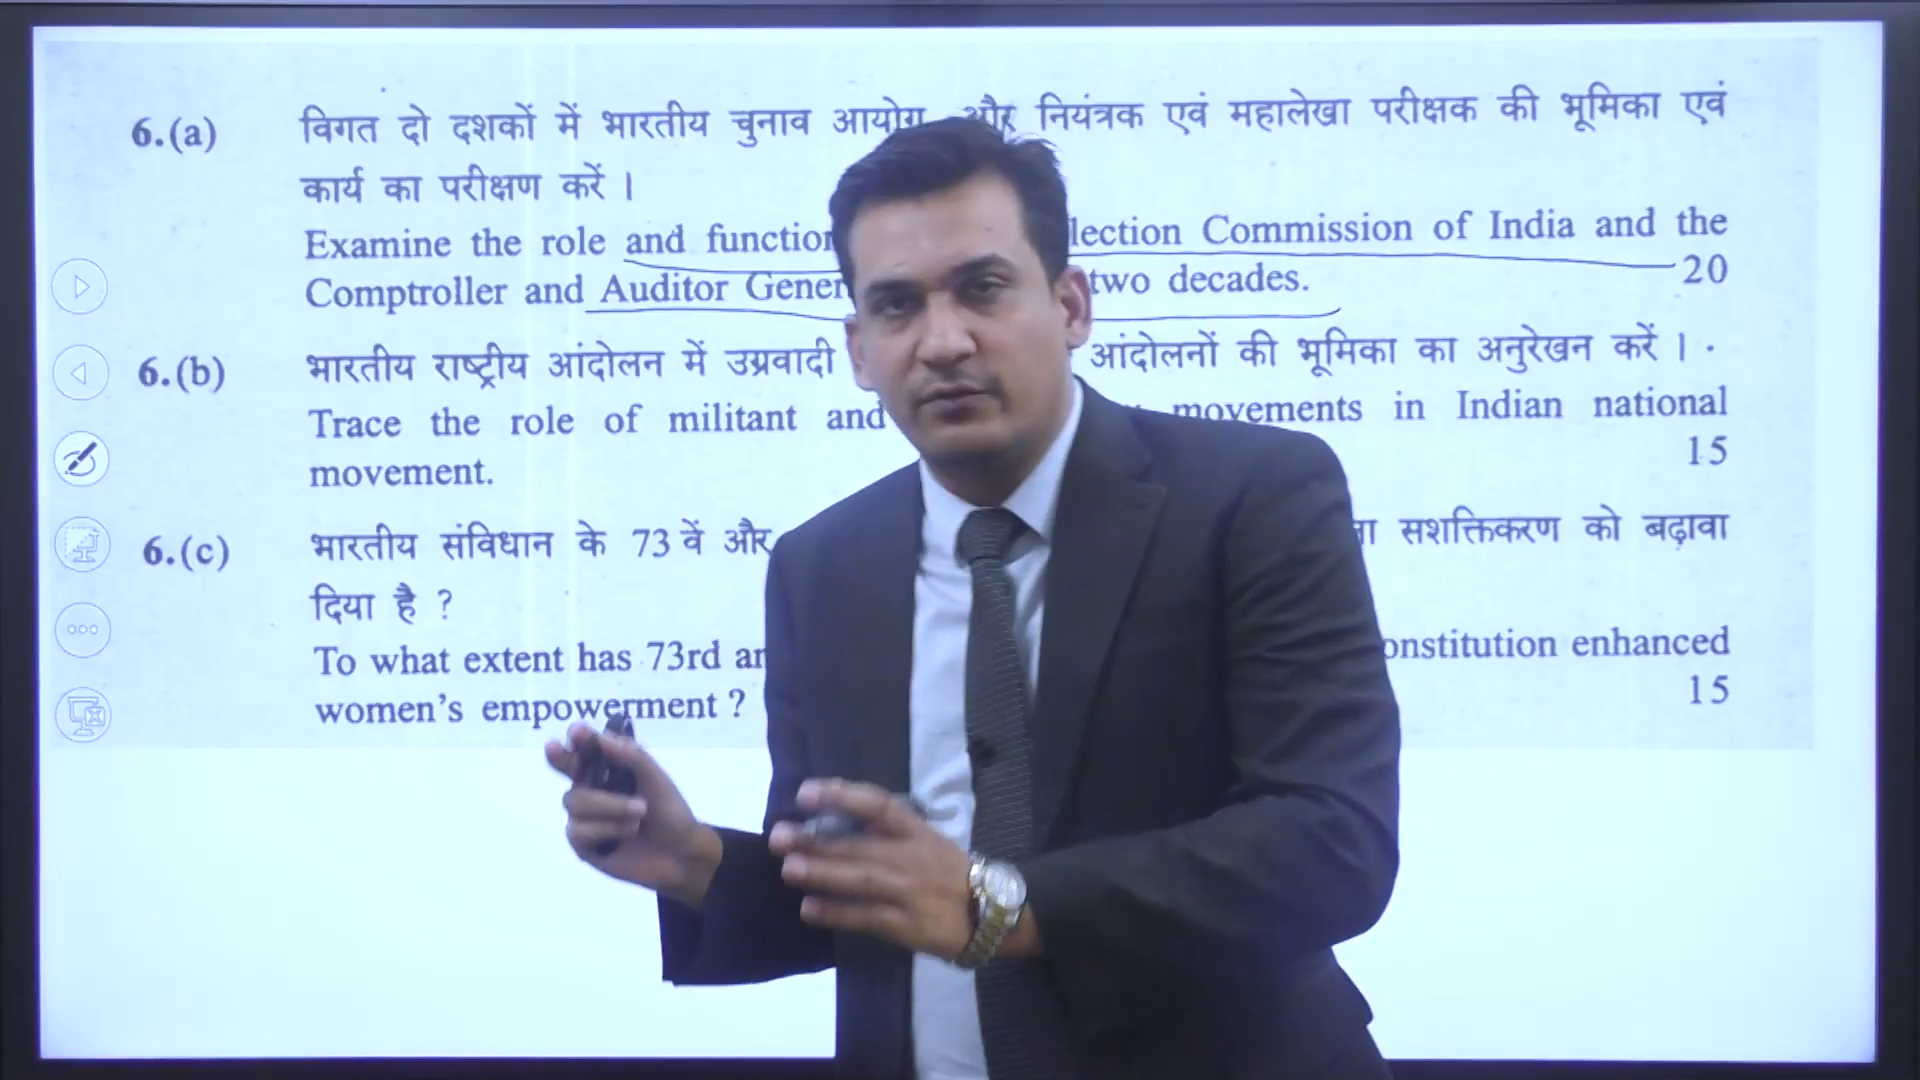 6.(a) विगत दो दशकों में भारतीय चुनाव आयोग और नियंत्रक एवं महालेखा परीक्षक की भूमिका एवं
कार्य का परीक्षण करें ।
Examine the role and function lection Commission of India and the
Comptroller and Auditor Gener two decades. 20
6.(b) भारतीय राष्ट्रीय आंदोलन में उग्रवादी आंदोलनों की भूमिका का अनुरेखन करें ।
Trace the role of militant and movements in Indian national
movement. 15
6.(c) भारतीय संविधान के 73 वें और सशक्तिकरण को बढ़ावा
दिया है ?
To what extent has 73rd an onstitution enhanced
women's empowerment ? 15